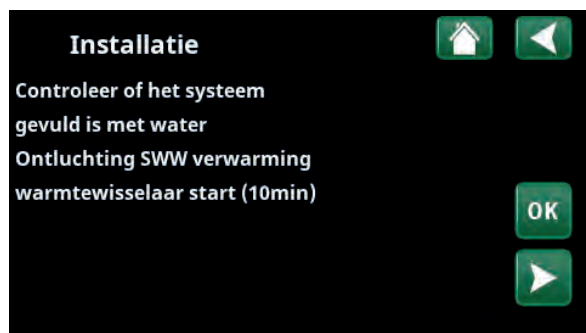 Installatie
Controleer of het systeem
gevuld is met water
Ontluchting SWW verwarming
warmtewisselaar start (10min)
OK